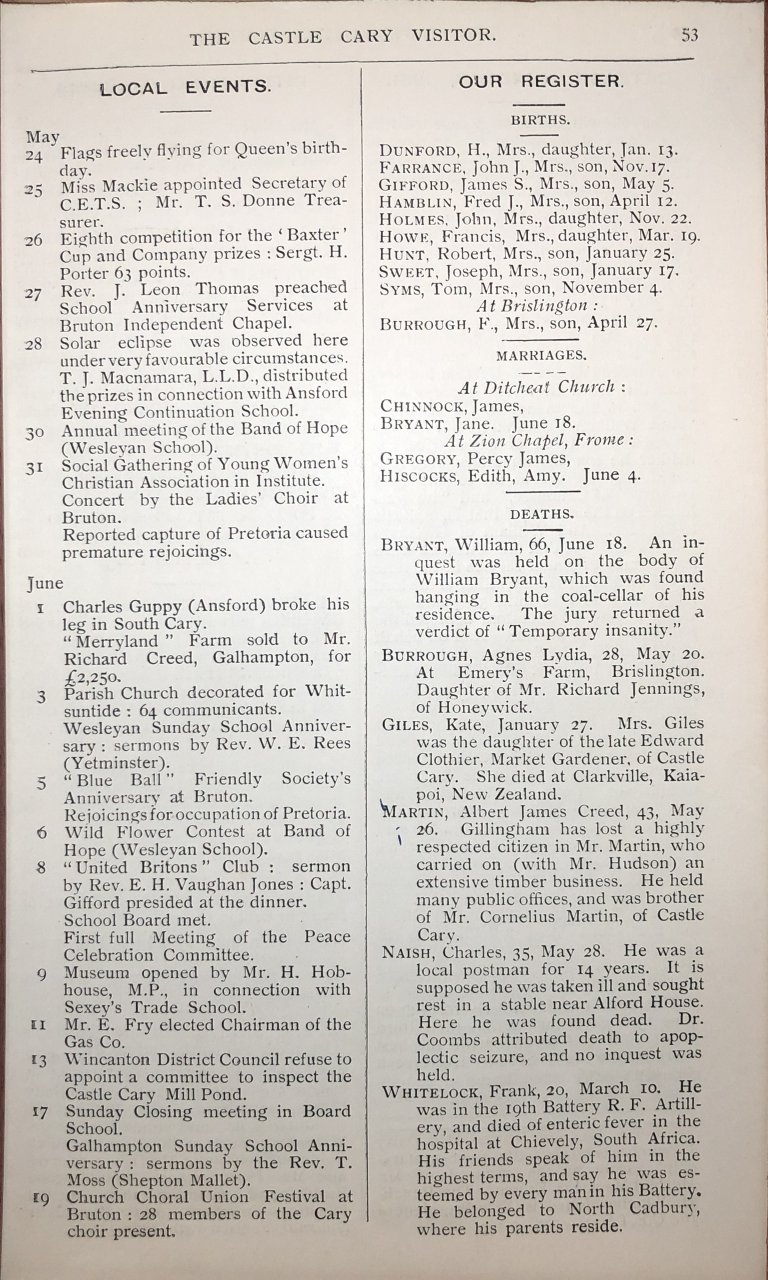 THE CASTLE CARY VISITOR.
53
LOCAL EVENTS.
May
24 Flags freely flying for Queen's birth-
day.
25 Miss Mackie appointed Secretary of
C.E.T.S. ; Mr. T. S. Donne Trea-
surer.
26 Eighth competition for the ‘Baxter’
Cup and Company prizes : Sergt. H.
Porter 63 points.
27 Rev. J. Leon Thomas preached
School Anniversary Services at
Bruton Independent Chapel.
28 Solar eclipse was observed here
under very favourable circumstances.
T. J. Macnamara, L.L.D., distributed
the prizes in connection with Ansford
Evening Continuation School.
30 Annual meeting of the Band of Hope
(Wesleyan School).
31 Social Gathering of Young Women's
Christian Association in Institute.
Concert by the Ladies' Choir at
Bruton.
Reported capture of Pretoria caused
premature rejoicings.
June
1 Charles Guppy (Ansford) broke his
leg in South Cary.
“Merryland” Farm sold to Mr.
Richard Creed, Galhampton, for
£2,250.
3 Parish Church decorated for Whit-
suntide : 64 communicants.
Wesleyan Sunday School Anniver-
sary : sermons by Rev. W. E. Rees
(Yetminster).
5 “Blue Ball” Friendly Society's
Anniversary at Bruton.
Rejoicings for occupation of Pretoria.
6 Wild Flower Contest at Band of
Hope (Wesleyan School).
8 “United Britons” Club : sermon
by Rev. E. H. Vaughan Jones : Capt.
Gifford presided at the dinner.
School Board met.
First full Meeting of the Peace
Celebration Committee.
9 Museum opened by Mr. H. Hob-
house, M.P., in connection with
Sexey's Trade School.
11 Mr. E. Fry elected Chairman of the
Gas Co.
13 Wincanton District Council refuse to
appoint a committee to inspect the
Castle Cary Mill Pond.
17 Sunday Closing meeting in Board
School.
Galhampton Sunday School Anni-
versary : sermons by the Rev. T.
Moss (Shepton Mallet).
19 Church Choral Union Festival at
Bruton : 28 members of the Cary
choir present.
OUR REGISTER.
BIRTHS.
DUNFORD, H., Mrs., daughter, Jan. 13.
FARRANCE, John J., Mrs., son, Nov. 17.
GIFFORD, James S., Mrs., son, May 5.
HAMBLIN, Fred J., Mrs., son, April 12.
HOLMES, John, Mrs., daughter, Nov. 22.
HOWE, Francis, Mrs., daughter, Mar. 19.
HUNT, Robert, Mrs., son, January 25.
SWEET, Joseph, Mrs., son, January 17.
SYMS, Tom, Mrs., son, November 4.
At Brislington :
BURROUGH, F., Mrs., son, April 27.
MARRIAGES.
At Ditcheat Church :
CHINNOCK, James,
BRYANT, Jane. June 18.
At Zion Chapel, Frome :
GREGORY, Percy James,
HISCOCKS, Edith, Amy. June 4.
DEATHS.
BRYANT, William, 66, June 18. An in-
quest was held on the body of
William Bryant, which was found
hanging in the coal-cellar of his
residence. The jury returned a
verdict of “Temporary insanity.”
BURROUGH, Agnes Lydia, 28, May 20.
At Emery's Farm, Brislington.
Daughter of Mr. Richard Jennings,
of Honeywick.
GILES, Kate, January 27. Mrs. Giles
was the daughter of the late Edward
Clothier, Market Gardener, of Castle
Cary. She died at Clarkville, Kaia-
poi, New Zealand.
MARTIN, Albert James Creed, 43, May
26. Gillingham has lost a highly
respected citizen in Mr. Martin, who
carried on (with Mr. Hudson) an
extensive timber business. He held
many public offices, and was brother
of Mr. Cornelius Martin, of Castle
Cary.
NAISH, Charles, 35, May 28. He was a
local postman for 14 years. It is
supposed he was taken ill and sought
rest in a stable near Alford House.
Here he was found dead. Dr.
Coombs attributed death to apop-
lectic seizure, and no inquest was
held.
WHITELOCK, Frank, 20, March 10. He
was in the 19th Battery R. F. Artill-
ery, and died of enteric fever in the
hospital at Chievely, South Africa.
His friends speak of him in the
highest terms, and say he was es-
teemed by every man in his Battery.
He belonged to North Cadbury,
where his parents reside.